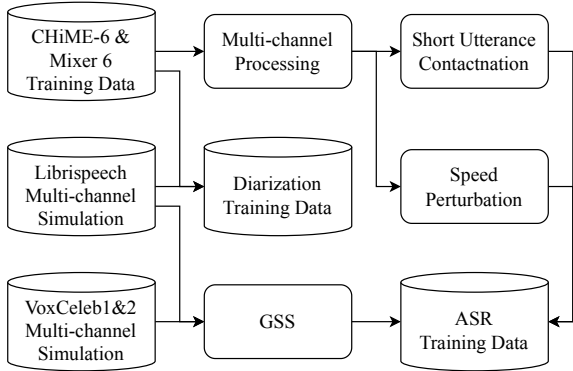 CHiME-6 &
Mixer 6
Training Data
Multi-channel
Processing
Short Utterance
Contactnation
Librispeech
Multi-channel
Simulation
Diarization
Training Data
Speed
Perturbation
VoxCeleb1&2
Multi-channel
Simulation
GSS
ASR
Training Data